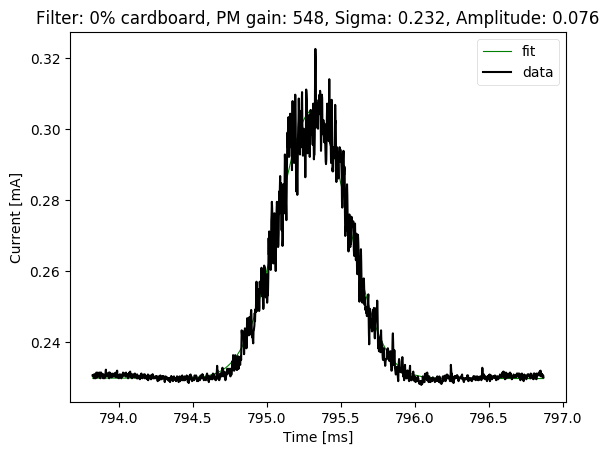 Filter: 0% cardboard, PM gain: 548, Sigma: 0.232, Amplitude: 0.076
fit
data
0.32
0.30
0.28
0.26
0.24
Current [mA]
794.0 794.5 795.0 795.5 796.0 796.5 797.0
Time [ms]